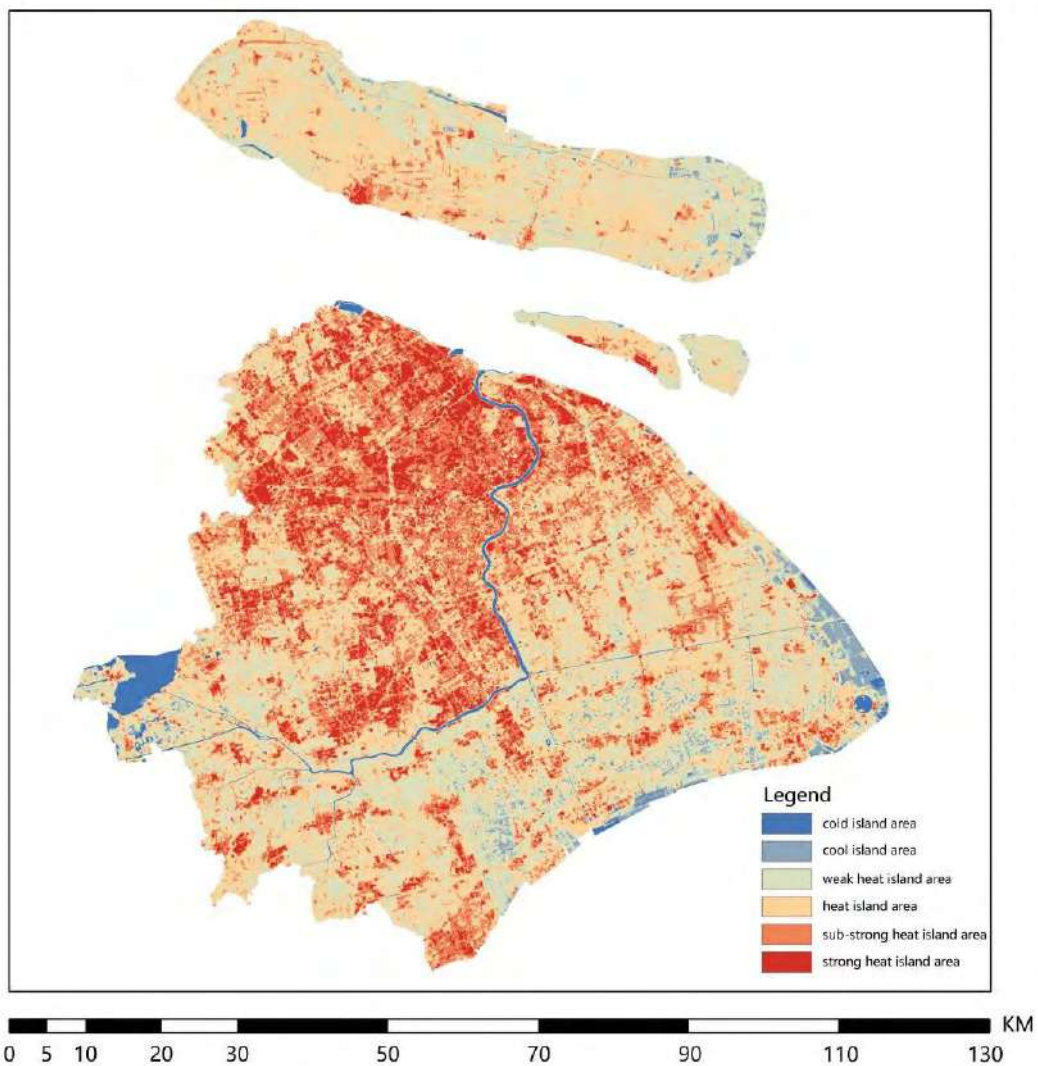 Legend
cold island area
cool island area
weak heat island area
heat island area
sub-strong heat island area
strong heat island area
KM
0 5 10 20 30 50 70 90 110 130